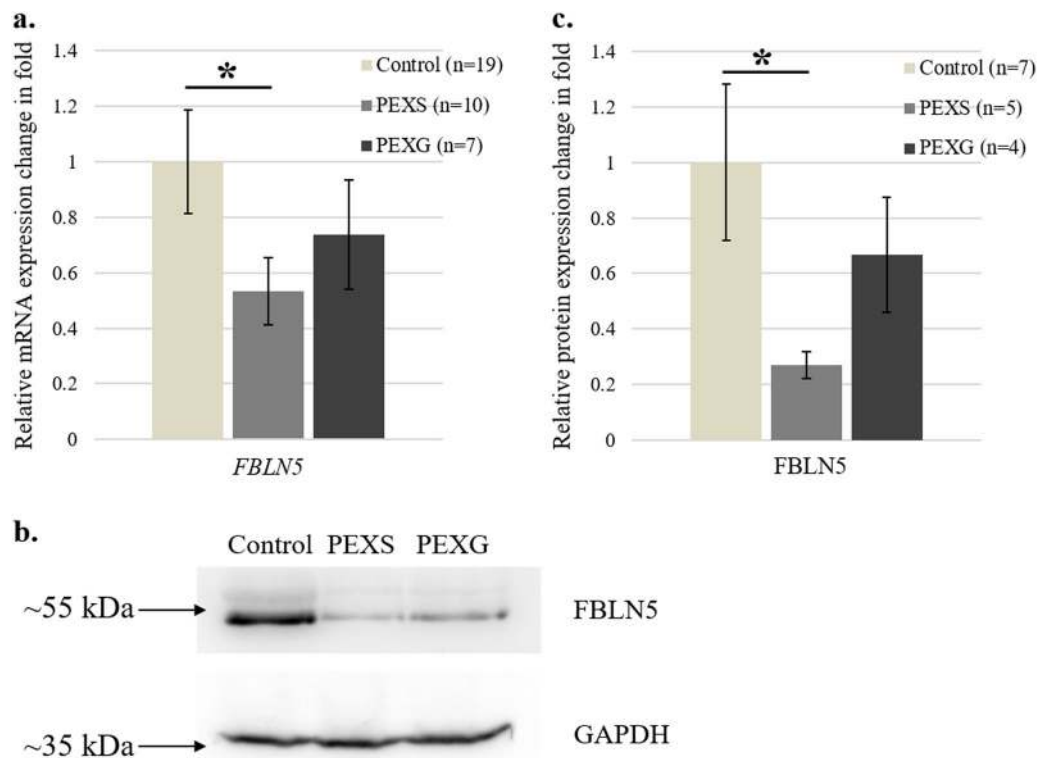 a.
Relative mRNA expression change in fold
1.4
1.2
1
0.8
0.6
0.4
0.2
0
*
Control (n=19)
PEXS (n=10)
PEXG (n=7)
FBLN5
c.
Relative protein expression change in fold
1.4
1.2
1
0.8
0.6
0.4
0.2
0
*
Control (n=7)
PEXS (n=5)
PEXG (n=4)
FBLN5
b.
Control PEXS PEXG
~55 kDa
FBLN5
~35 kDa
GAPDH